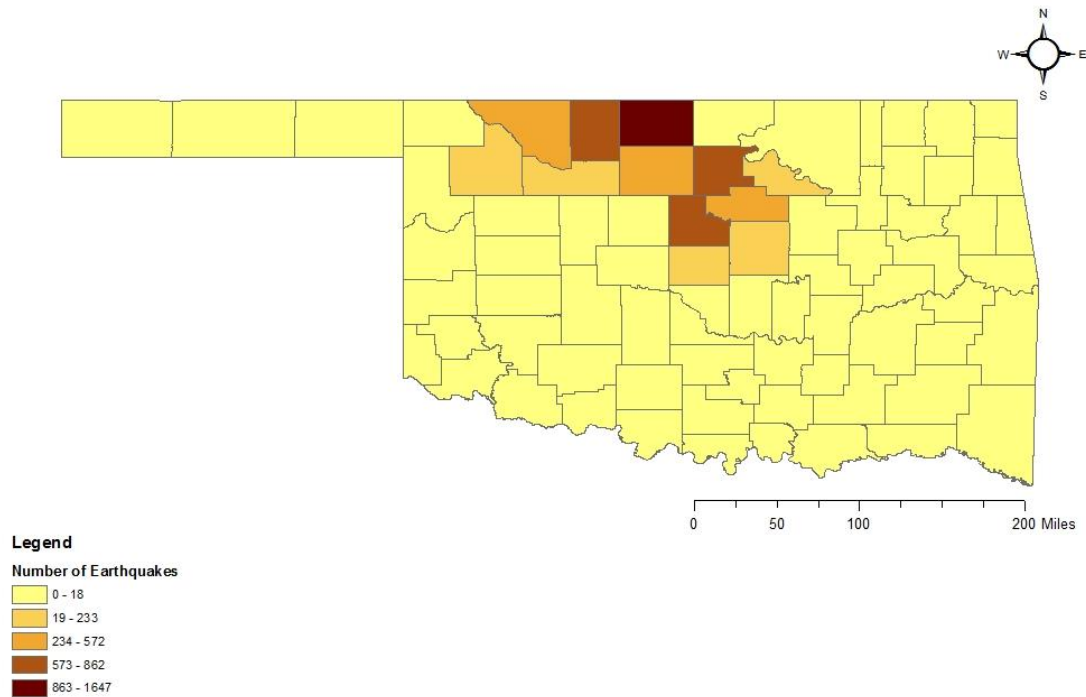 N
W E
S
0 50 100 200 Miles
Legend
Number of Earthquakes
0 - 18
19 - 233
234 - 572
573 - 862
863 - 1647